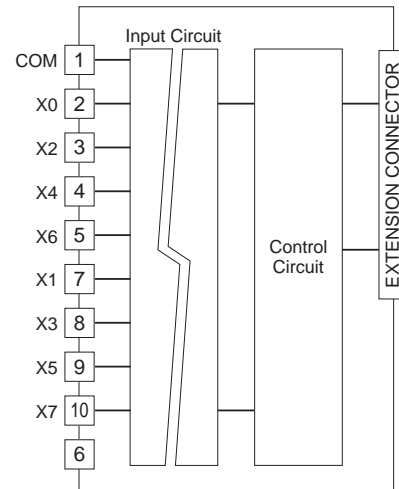 Input Circuit
COM 1
X0 2
X2 3
X4 4
X6 5
X1 7
X3 8
X5 9
X7 10
6
Control
Circuit
EXTENSION CONNECTOR